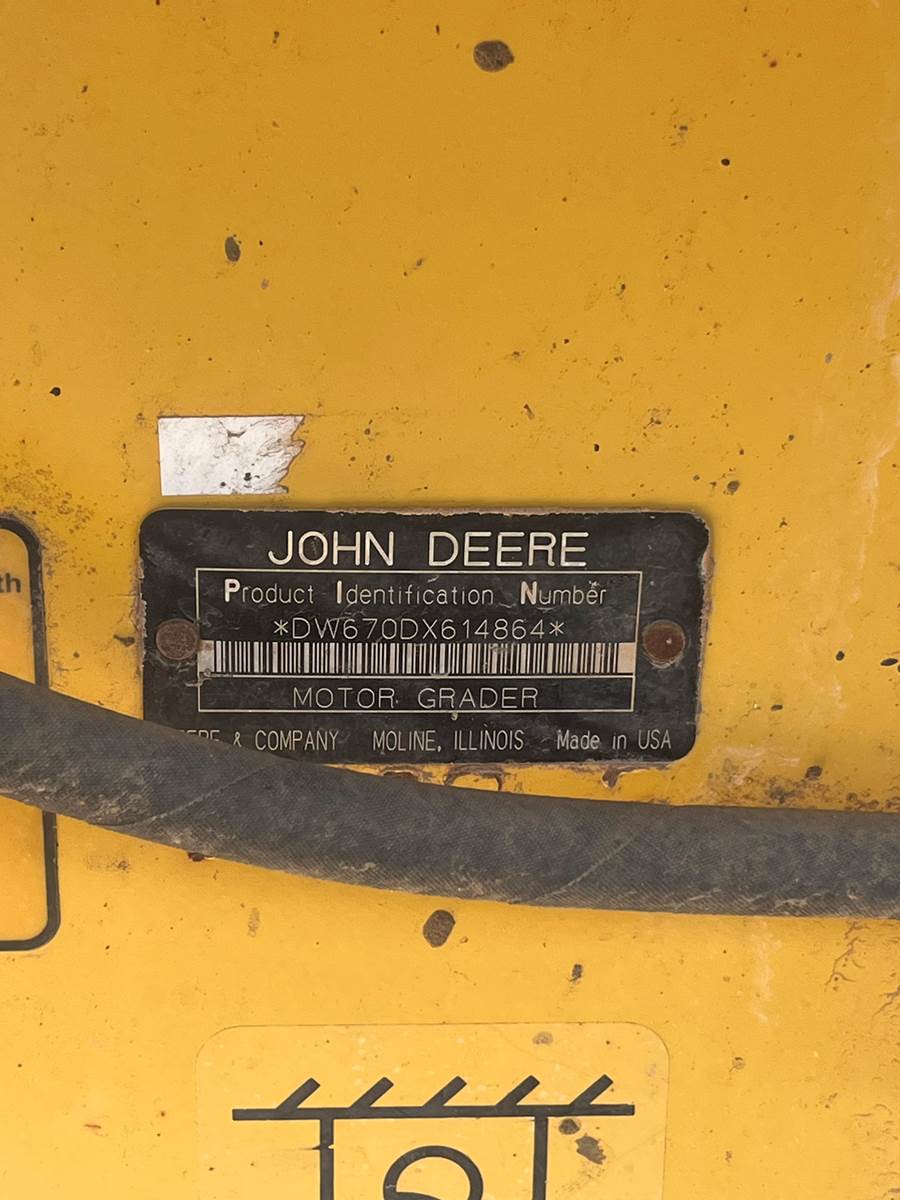 JOHN DEERE
Product Identification Number
*DW670DX614864*
MOTOR GRADER
& COMPANY MOLINE, ILLINOIS Made in USA